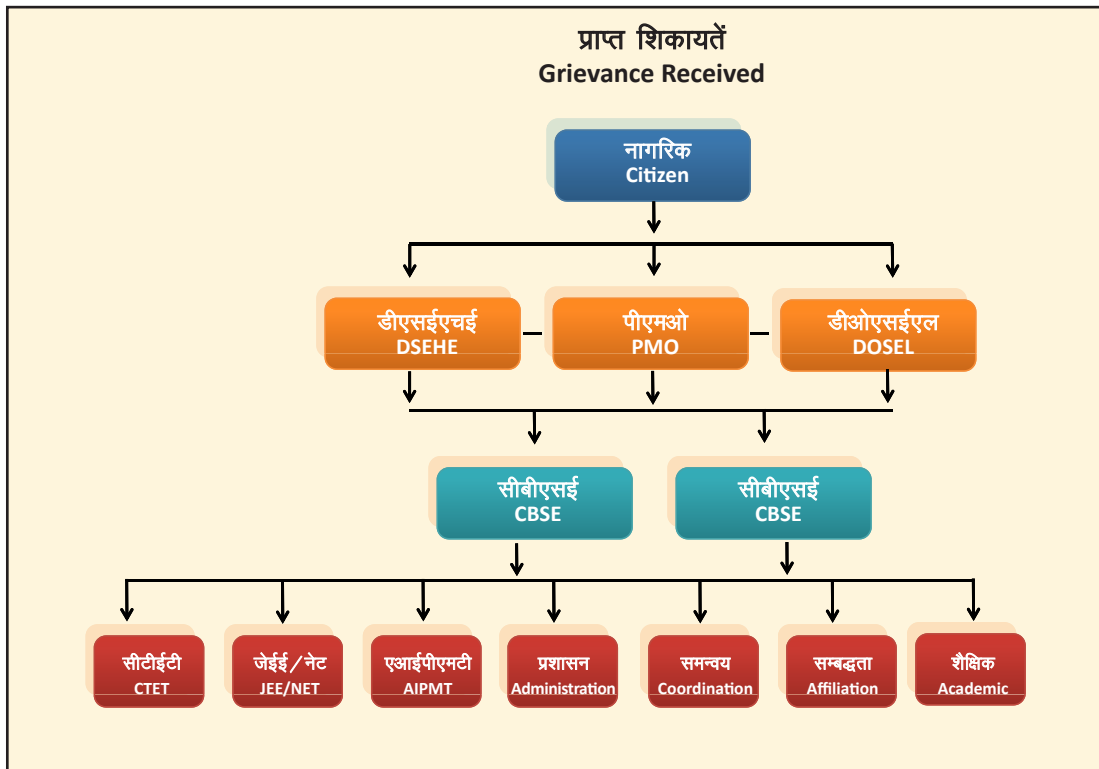 प्राप्त शिकायतें
Grievance Received
नागरिक
Citizen
डीएसईएचई
DSEHE
पीएमओ
PMO
डीओएसईएल
DOSEL
सीबीएसई
CBSE
सीबीएसई
CBSE
सीटीईटी
CTET
जेईई/नेट
JEE/NET
एआईपीएमटी
AIPMT
प्रशासन
Administration
समन्वय
Coordination
सम्बद्धता
Affiliation
शैक्षिक
Academic